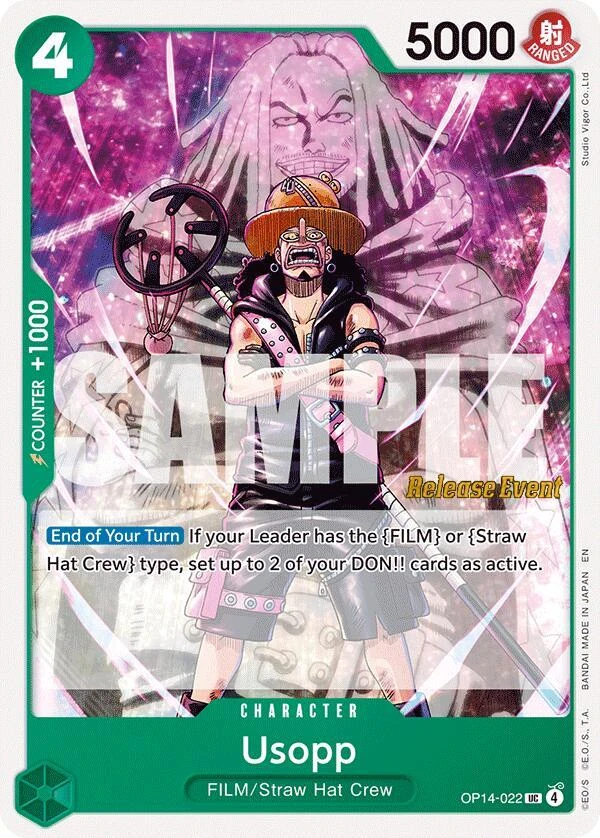 4
5000
射
RANGED
Studio Vigor Co.,Ltd
COUNTER +1000
SAMPLE
Release Event
End of Your Turn If your Leader has the {FILM} or {Straw
Hat Crew} type, set up to 2 of your DON!! cards as active.
CHARACTER
Usopp
FILM/Straw Hat Crew
OP14-022 UC 4
©EO/S ©E.O./S., T.A. BANDAI MADE IN JAPAN EN